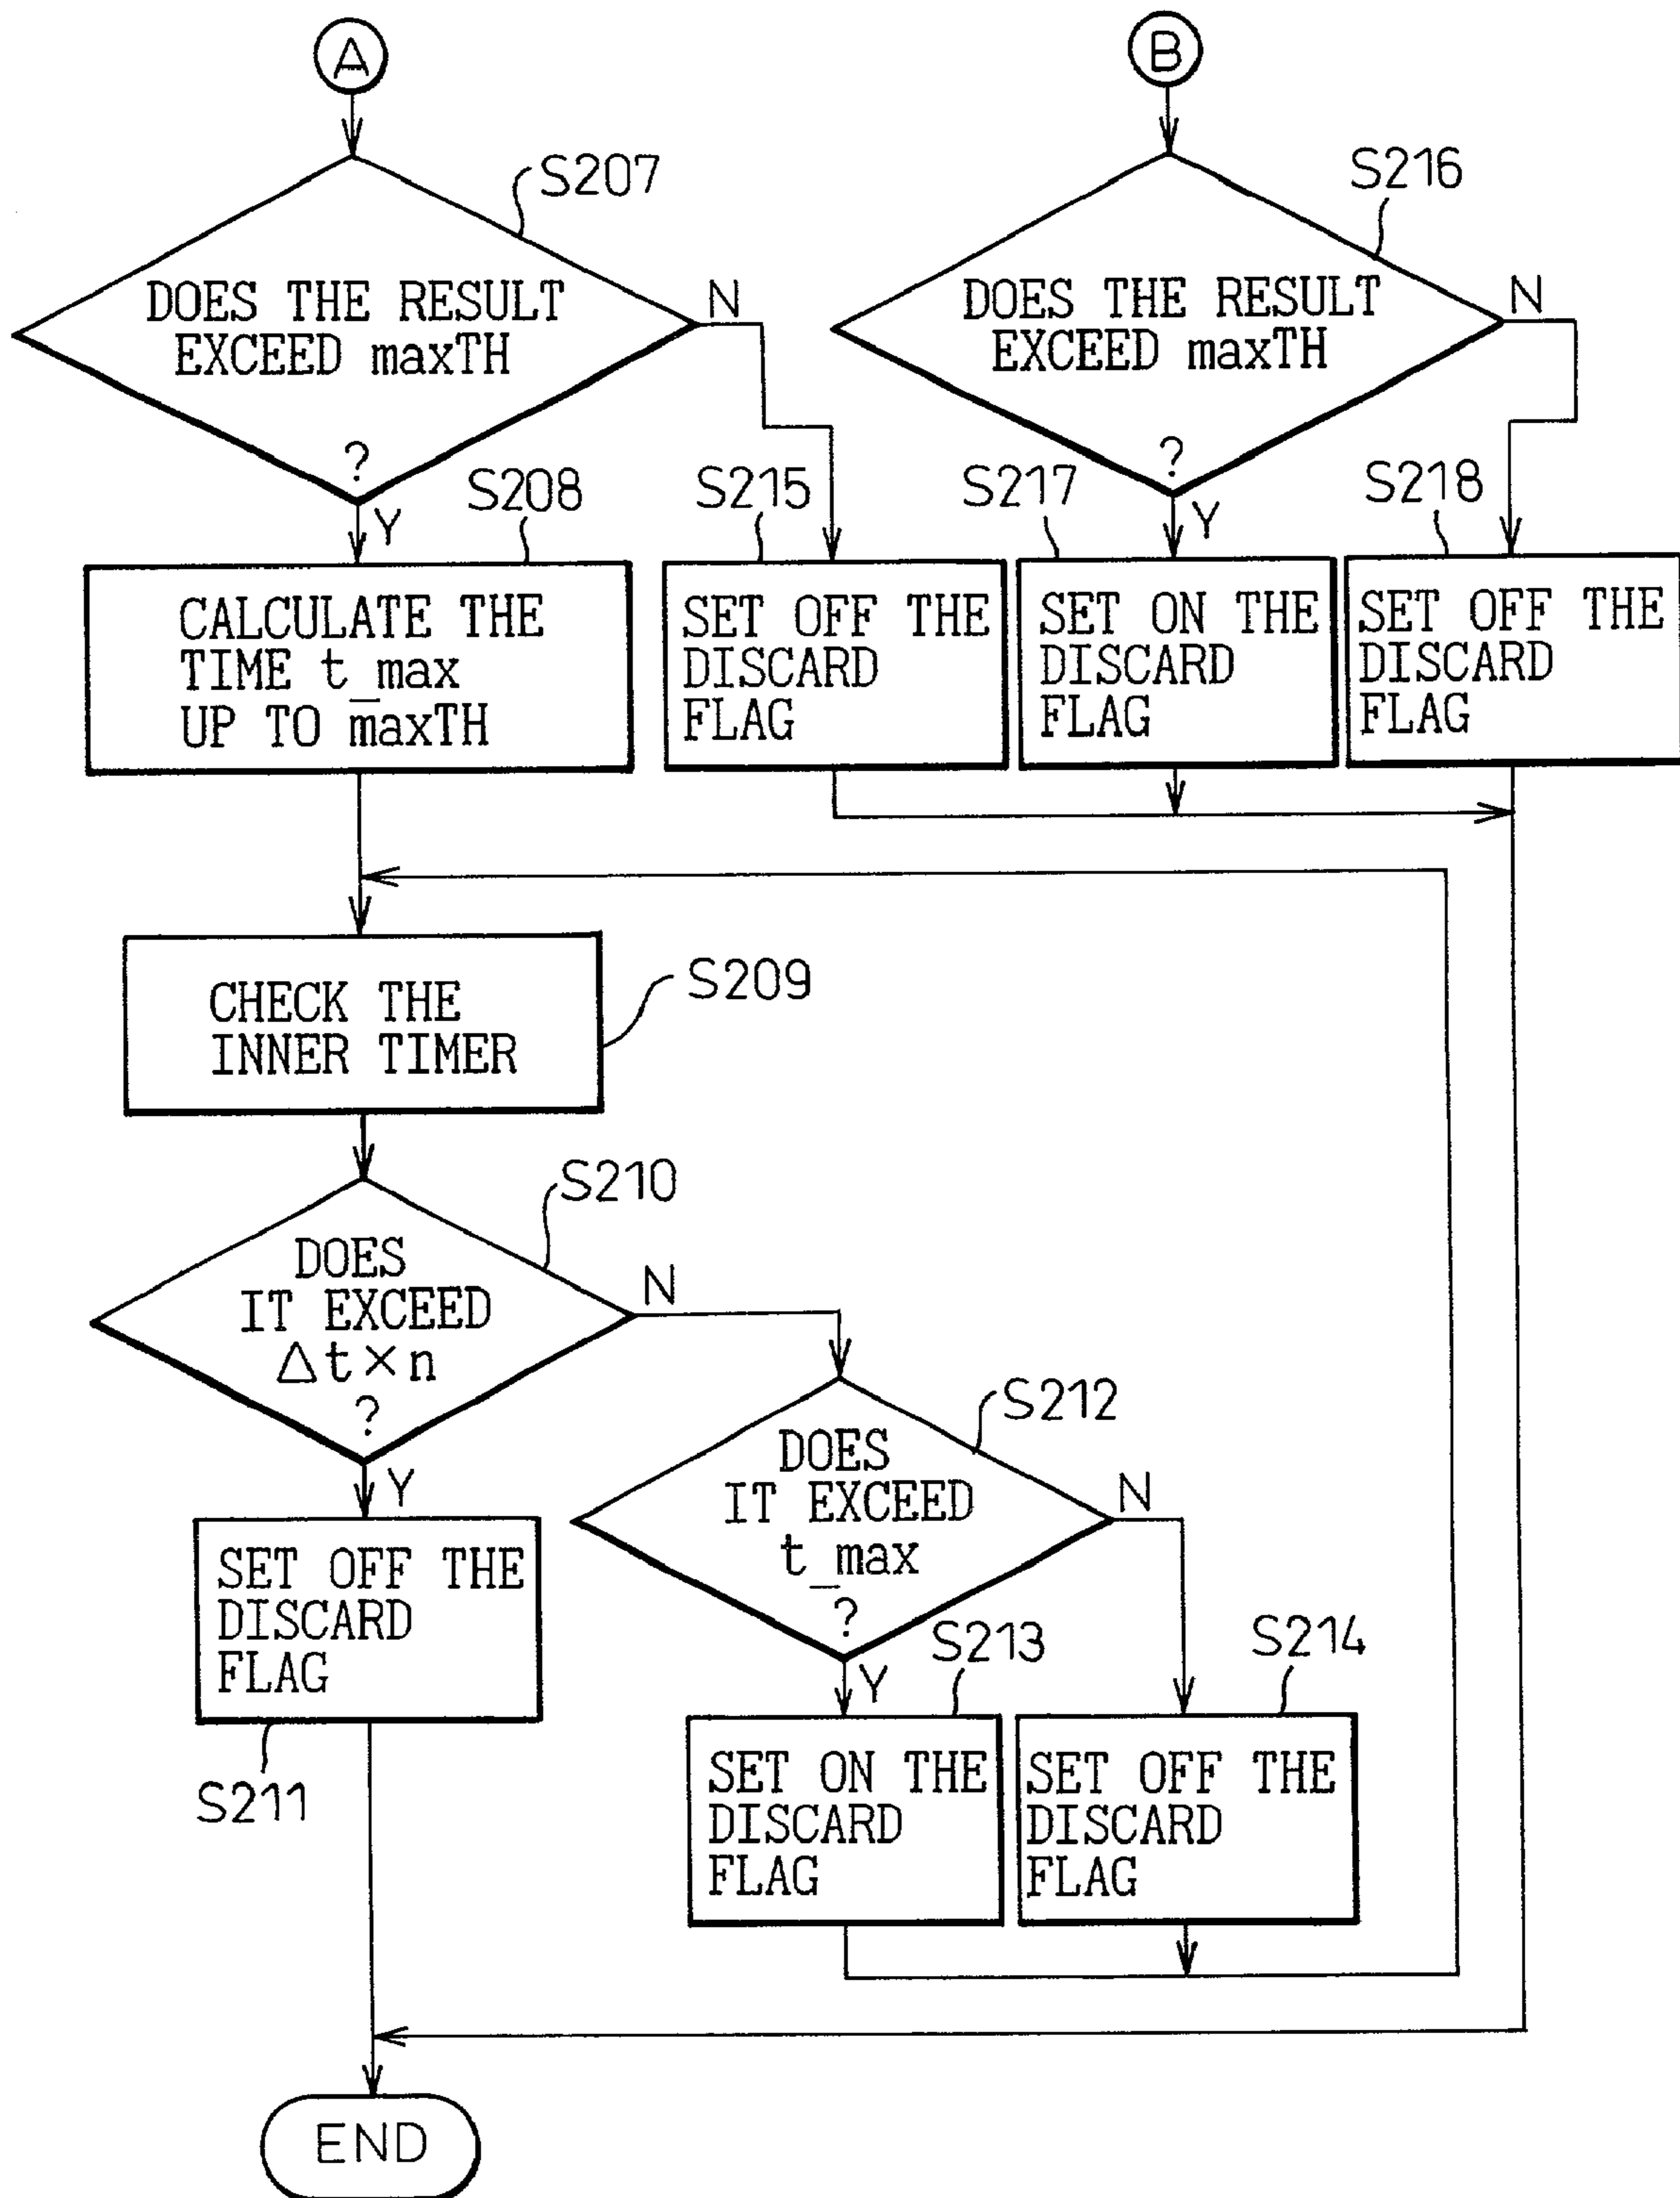 A
B
S207
S216
DOES THE RESULT
EXCEED maxTH
?
N
Y
DOES THE RESULT
EXCEED maxTH
?
N
Y
S208
S215
S217
S218
CALCULATE THE
TIME t_max
UP TO maxTH
SET OFF THE
DISCARD
FLAG
SET ON THE
DISCARD
FLAG
SET OFF THE
DISCARD
FLAG
CHECK THE
INNER TIMER
S209
S210
DOES
IT EXCEED
Δt×n
?
N
Y
S212
DOES
IT EXCEED
t_max
?
N
Y
SET OFF THE
DISCARD
FLAG
S211
S213
S214
SET ON THE
DISCARD
FLAG
SET OFF THE
DISCARD
FLAG
END